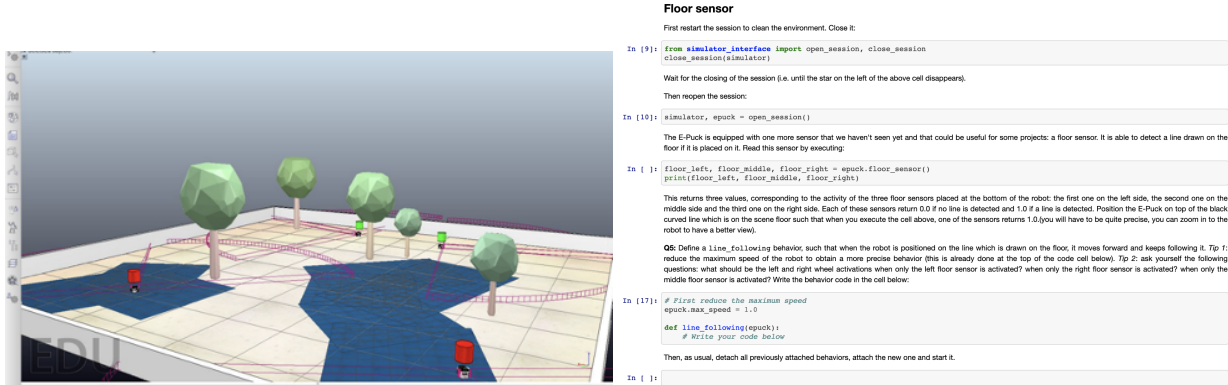 EDU
Floor sensor
First restart the session to clean the environment. Close it:
In [9]: from simulator_interface import open_session, close_session
close_session(simulator)
Wait for the closing of the session (i.e. until the star on the left of the above cell disappears).
Then reopen the session:
In [10]: simulator, epuck = open_session()
The E-Puck is equipped with one more sensor that we haven't seen yet and that could be useful for some projects: a floor sensor. It is able to detect a line drawn on the
floor if it is placed on it. Read this sensor by executing:
In [ ]: floor_left, floor_middle, floor_right = epuck.floor_sensor()
print(floor_left, floor_middle, floor_right)
This returns three values, corresponding to the activity of the three floor sensors placed at the bottom of the robot: the first one on the left side, the second one on the
middle side and the third one on the right side. Each of these sensors return 0.0 if no line is detected and 1.0 if a line is detected. Position the E-Puck on top of the black
curved line which is on the scene floor such that when you execute the cell above, one of the sensors returns 1.0.(you will have to be quite precise, you can zoom in to the
robot to have a better view).
Q5: Define a line_following behavior, such that when the robot is positioned on the line which is drawn on the floor, it moves forward and keeps following it. Tip 1:
reduce the maximum speed of the robot to obtain a more precise behavior (this is already done at the top of the code cell below). Tip 2: ask yourself the following
questions: what should be the left and right wheel activations when only the left floor sensor is activated? when only the right floor sensor is activated? when only the
middle floor sensor is activated? Write the behavior code in the cell below:
In [17]: # First reduce the maximum speed
epuck.max_speed = 1.0
def line_following(epuck):
# Write your code below
Then, as usual, detach all previously attached behaviors, attach the new one and start it.
In [ ]: